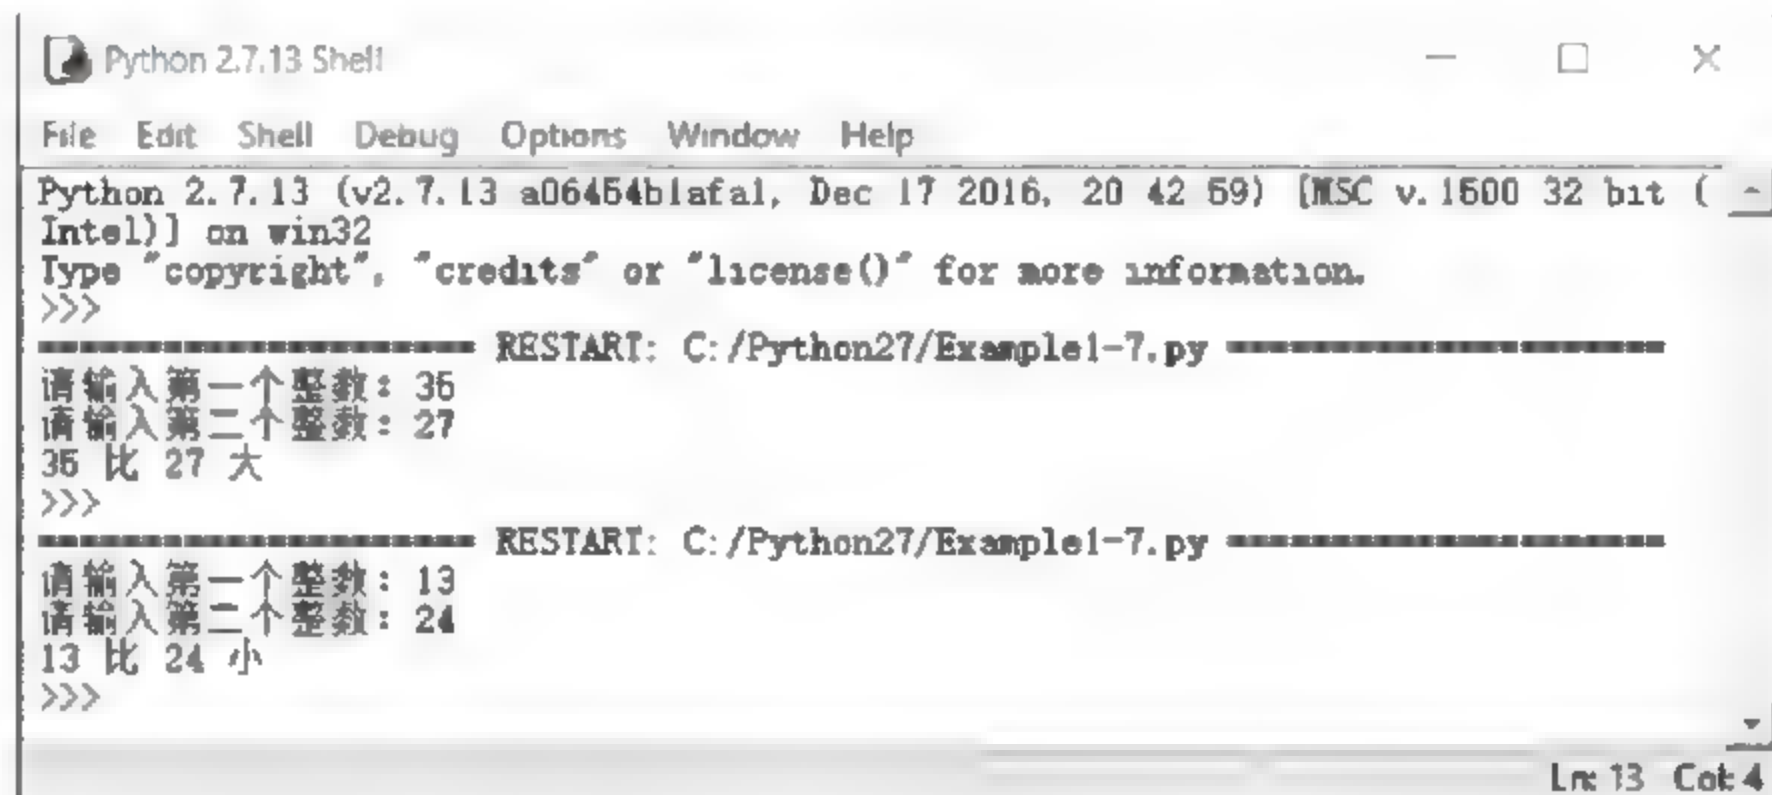 Python 2.7.13 Shell
File Edit Shell Debug Options Window Help
Python 2.7.13 (v2.7.13 a06454b1afa1, Dec 17 2016, 20 42 59) [MSC v.1500 32 bit (
Intel)] on win32
Type "copyright", "credits" or "license()" for more information.
>>>
======================= RESTART: C:/Python27/Example1-7.py =======================
请输入第一个整数: 35
请输入第二个整数: 27
35 比 27 大
>>>
======================= RESTART: C:/Python27/Example1-7.py =======================
请输入第一个整数: 13
请输入第二个整数: 24
13 比 24 小
>>>
Ln: 13 Col: 4